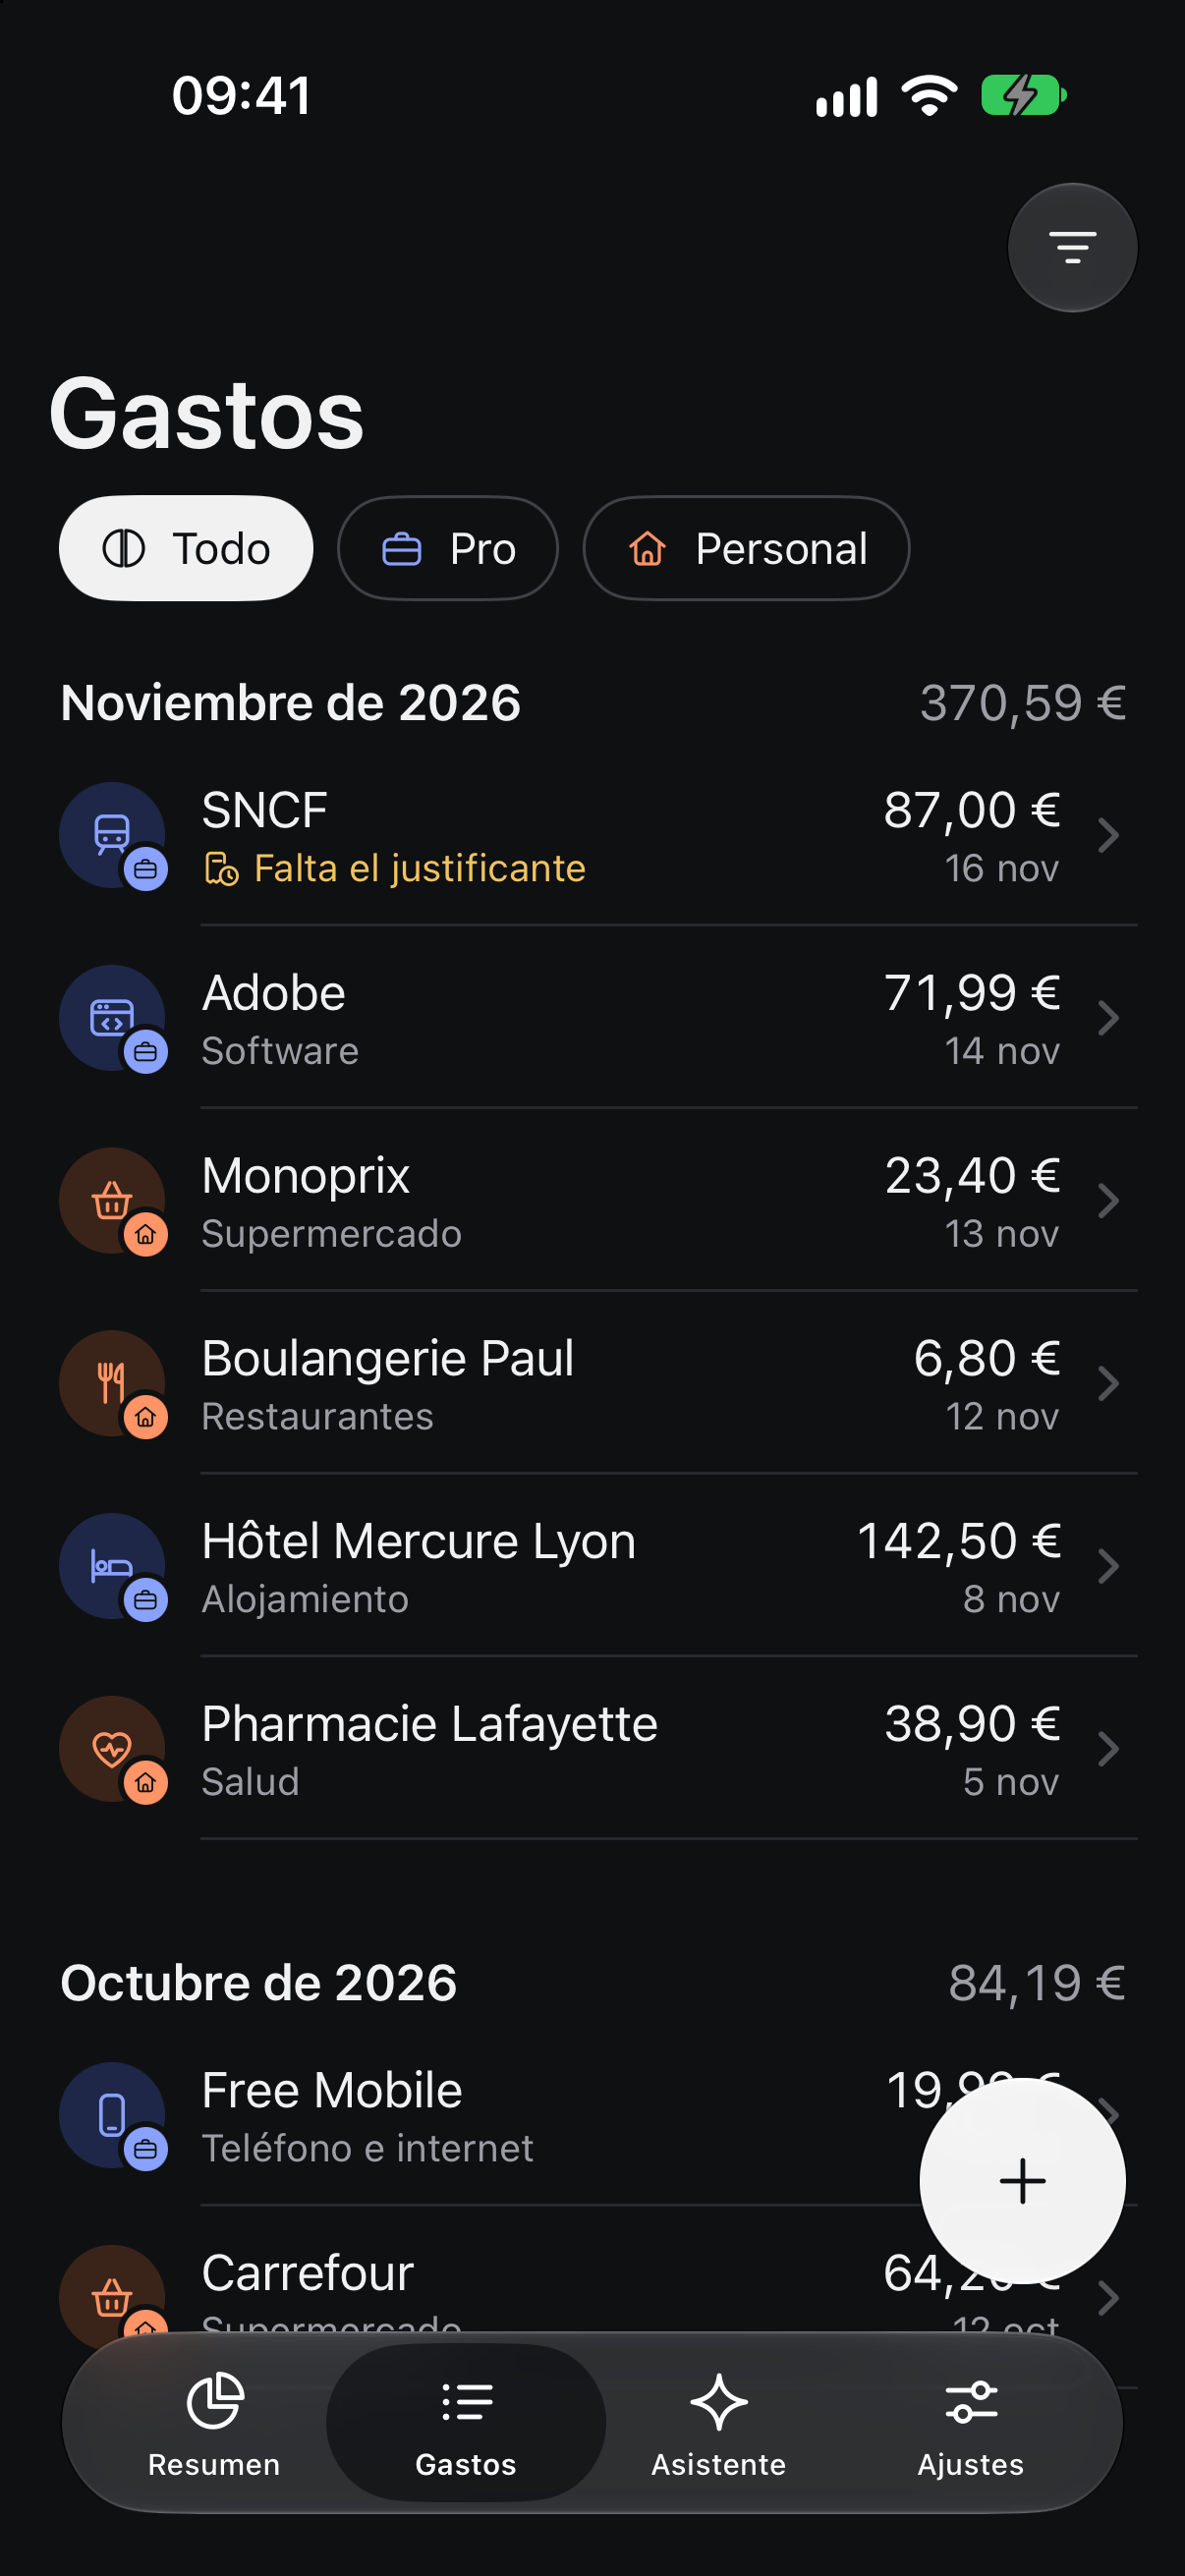 09:41
Gastos
Todo
Pro
Personal
Noviembre de 2026
370,59 €
SNCF
87,00 €
Falta el justificante
16 nov
Adobe
71,99 €
Software
14 nov
Monoprix
23,40 €
Supermercado
13 nov
Boulangerie Paul
6,80 €
Restaurantes
12 nov
Hôtel Mercure Lyon
142,50 €
Alojamiento
8 nov
Pharmacie Lafayette
38,90 €
Salud
5 nov
Octubre de 2026
84,19 €
Free Mobile
Teléfono e internet
Carrefour
Supermercado
12 oct
Resumen
Gastos
Asistente
Ajustes